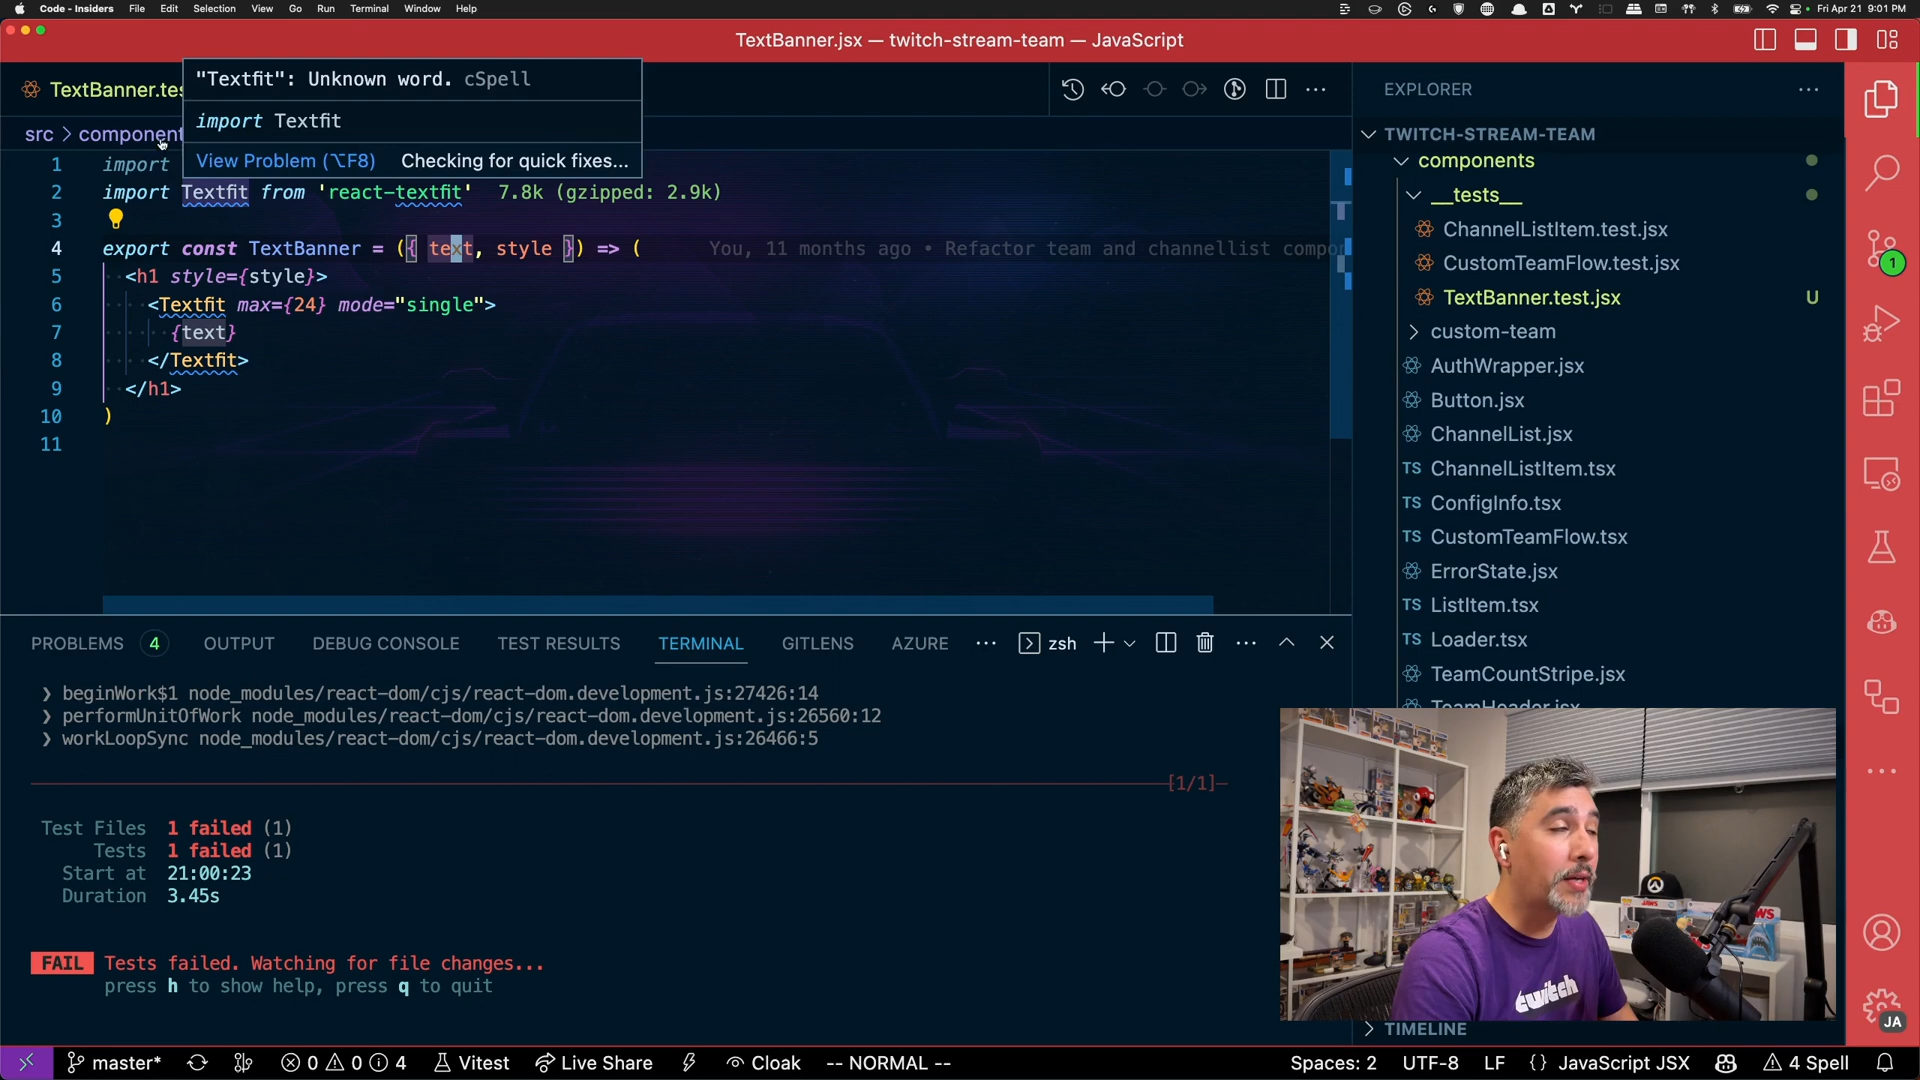 Code - Insiders File Edit Selection View Go Run Terminal Window Help
Fri Apr 21 9:01 PM
TextBanner.jsx — twitch-stream-team — JavaScript
TextBanner.tes
"Textfit": Unknown word. cSpell
import Textfit
View Problem (⌥F8) Checking for quick fixes...
src > component
1 import
2 import Textfit from 'react-textfit' 7.8k (gzipped: 2.9k)
3
4 export const TextBanner = ({ text, style }) => ( You, 11 months ago • Refactor team and channellist compo
5 <h1 style={style}>
6 <Textfit max={24} mode="single">
7 {text}
8 </Textfit>
9 </h1>
10 )
11
EXPLORER
TWITCH-STREAM-TEAM
components
__tests__
ChannelListItem.test.jsx
CustomTeamFlow.test.jsx
TextBanner.test.jsx U
custom-team
AuthWrapper.jsx
Button.jsx
ChannelList.jsx
TS ChannelListItem.tsx
TS ConfigInfo.tsx
TS CustomTeamFlow.tsx
ErrorState.jsx
TS ListItem.tsx
TS Loader.tsx
TeamCountStripe.jsx
TeamHeader.jsx
TIMELINE
1
JA
PROBLEMS 4 OUTPUT DEBUG CONSOLE TEST RESULTS TERMINAL GITLENS AZURE ... zsh
❯ beginWork$1 node_modules/react-dom/cjs/react-dom.development.js:27426:14
❯ performUnitOfWork node_modules/react-dom/cjs/react-dom.development.js:26560:12
❯ workLoopSync node_modules/react-dom/cjs/react-dom.development.js:26466:5
[1/1]
Test Files 1 failed (1)
Tests 1 failed (1)
Start at 21:00:23
Duration 3.45s
FAIL Tests failed. Watching for file changes...
press h to show help, press q to quit
twitch
JAWS
master* 0 0 4 Vitest Live Share Cloak -- NORMAL -- Spaces: 2 UTF-8 LF {} JavaScript JSX 4 Spell